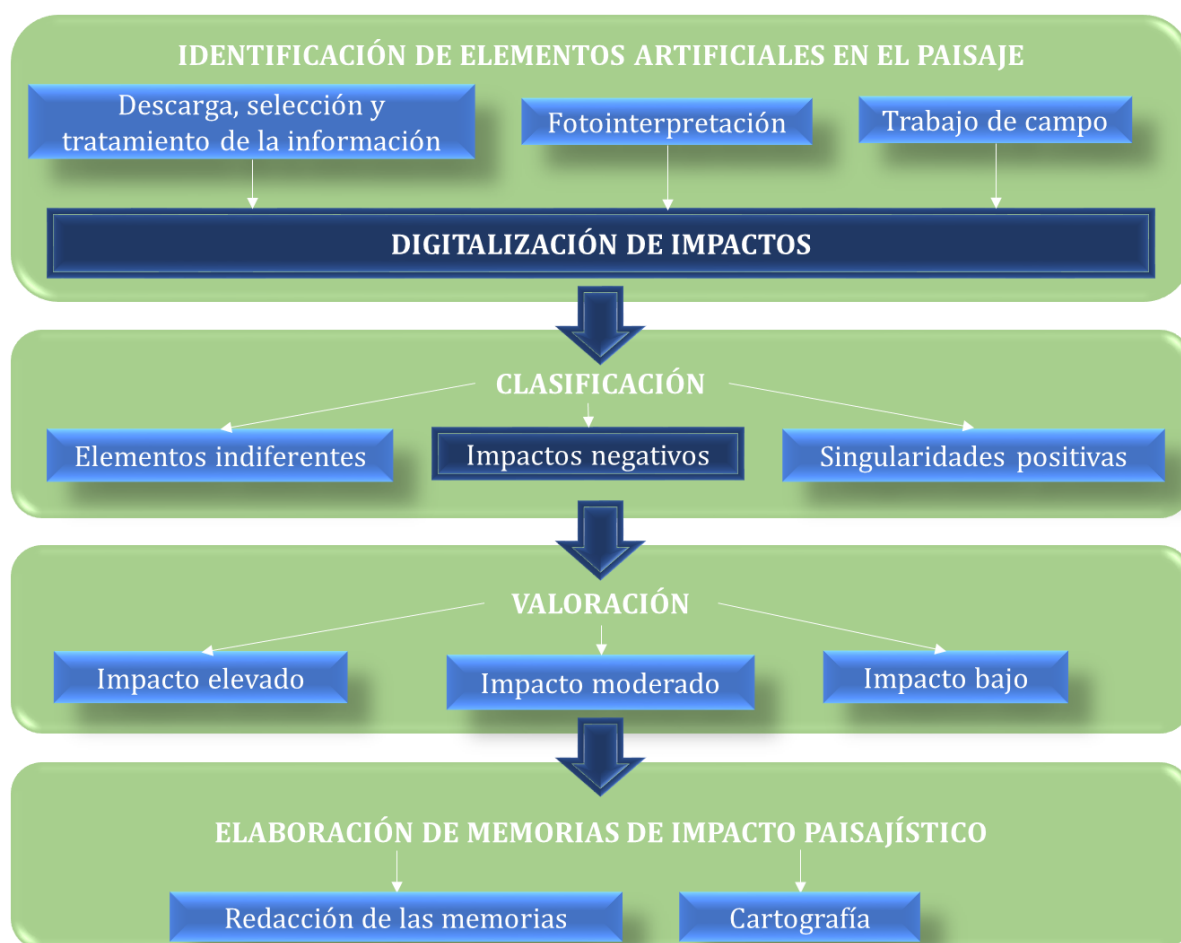 IDENTIFICACIÓN DE ELEMENTOS ARTIFICIALES EN EL PAISAJE
Descarga, selección y
tratamiento de la información
Fotointerpretación
Trabajo de campo
DIGITALIZACIÓN DE IMPACTOS
CLASIFICACIÓN
Elementos indiferentes
Impactos negativos
Singularidades positivas
VALORACIÓN
Impacto elevado
Impacto moderado
Impacto bajo
ELABORACIÓN DE MEMORIAS DE IMPACTO PAISAJÍSTICO
Redacción de las memorias
Cartografía